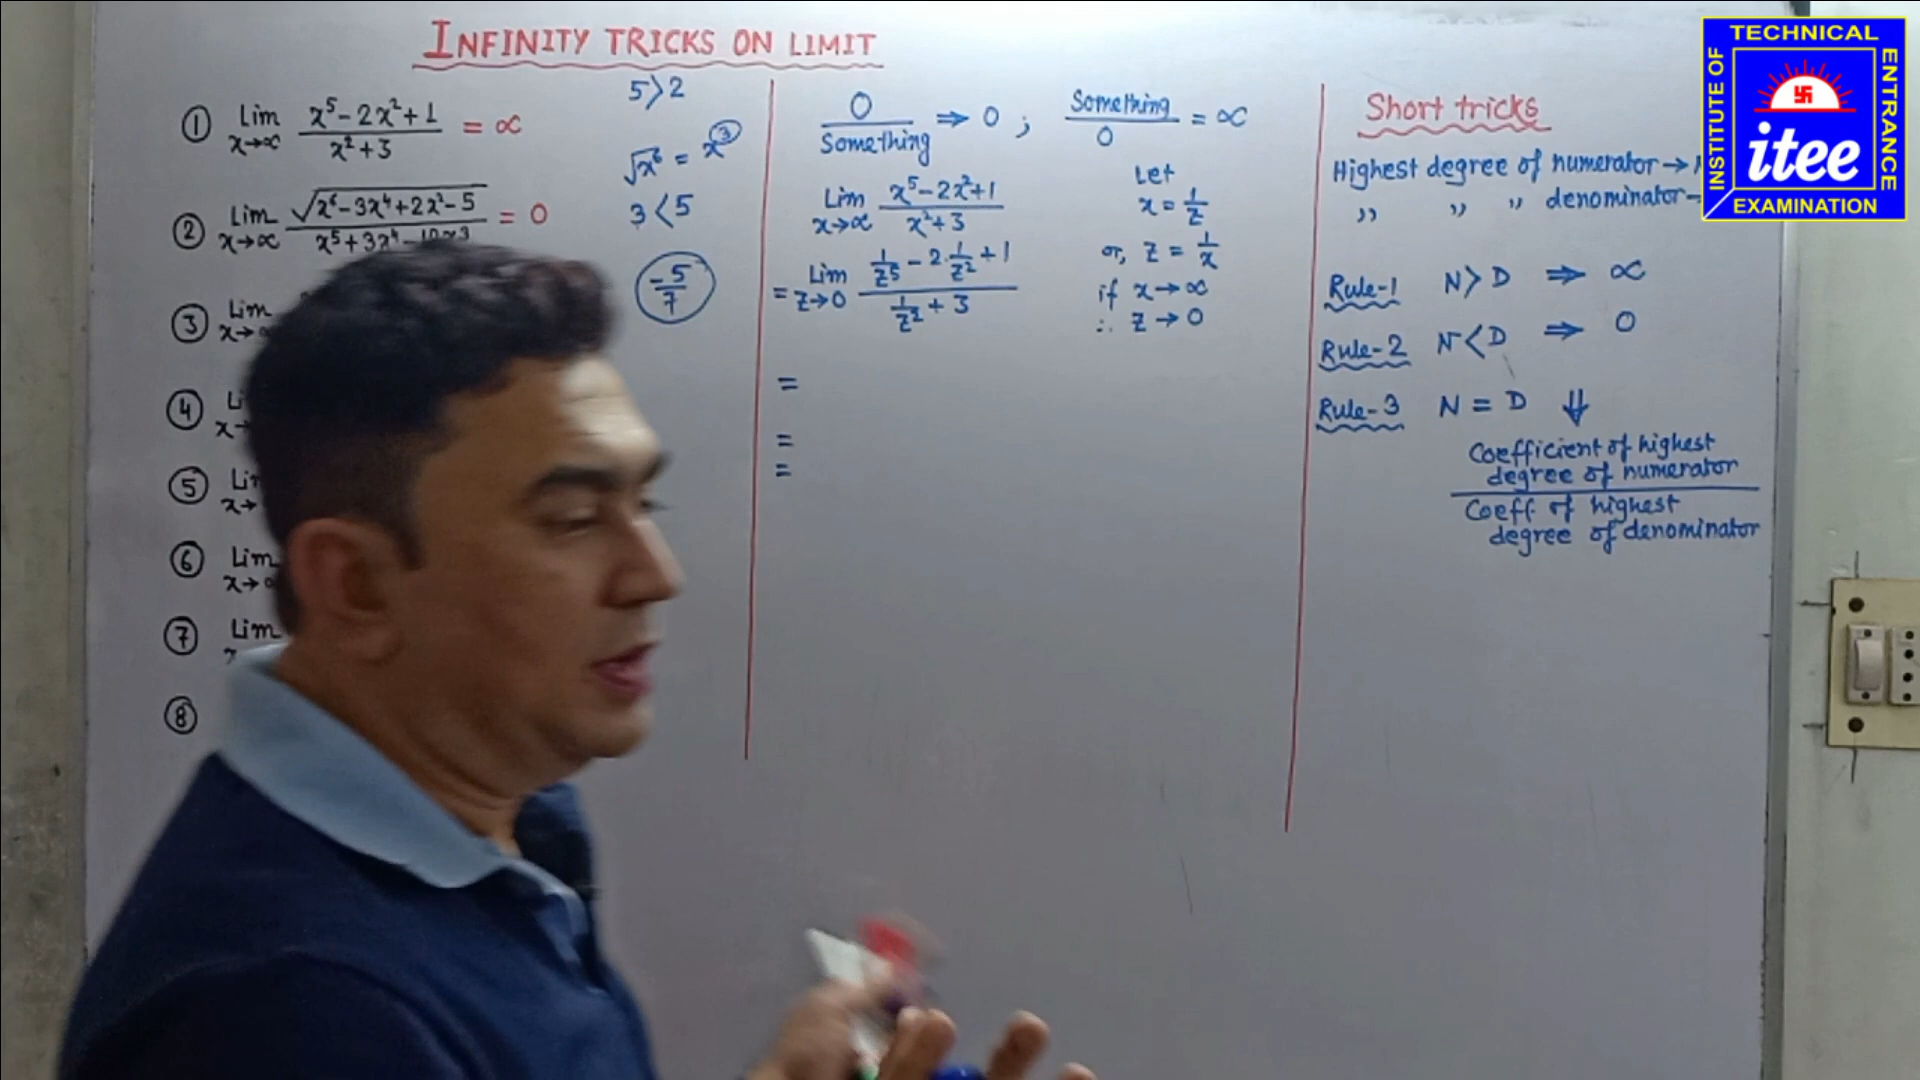 INFINITY TRICKS ON LIMIT
① Lim x→∞ (x⁵ - 2x² + 1)/(x² + 3) = ∞
5 > 2
② Lim x→∞ √(x⁶ - 3x⁴ + 2x² - 5)/(x⁵ + 3x⁴ = 0
√x⁶ = x³
3 < 5
③ Lim x→
-5/7
④ Li x→
⑤ Li x→
⑥ Lim x→
⑦ Lim
⑧
0/Something ⇒ 0 ; Something/0 = ∞
Lim x→∞ (x⁵ - 2x² + 1)/(x² + 3)
= Lim z→0 (1/z⁵ - 2.1/z² + 1)/(1/z² + 3)
=
=
=
Let
x = 1/z
or, z = 1/x
if x→∞
∴ z→0
Short tricks
Highest degree of numerator →
,, ,, ,, denominator
Rule-1 N > D ⇒ ∞
Rule-2 N < D ⇒ 0
Rule-3 N = D ⇓
Coefficient of highest
degree of numerator
Coeff of highest
degree of denominator
TECHNICAL
ENTRANCE
EXAMINATION
INSTITUTE OF
itee